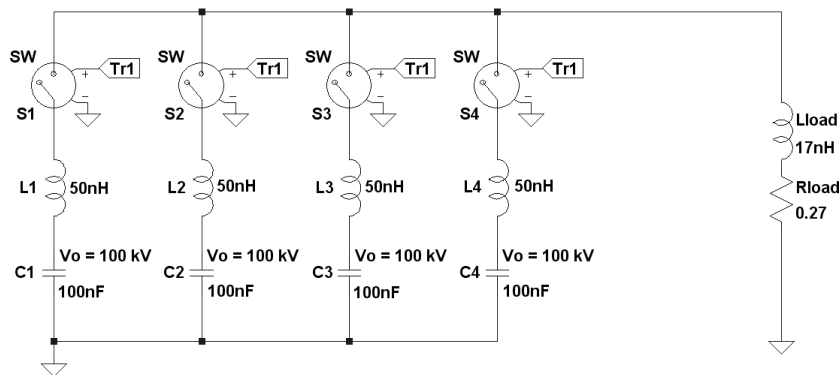 SW SW SW SW
Tr1 Tr1 Tr1 Tr1
+ + + +
− − − −
S1 S2 S3 S4
Lload
17nH
L1 50nH L2 50nH L3 50nH L4 50nH
Rload
0.27
Vo = 100 kV Vo = 100 kV Vo = 100 kV Vo = 100 kV
C1 C2 C3 C4
100nF 100nF 100nF 100nF